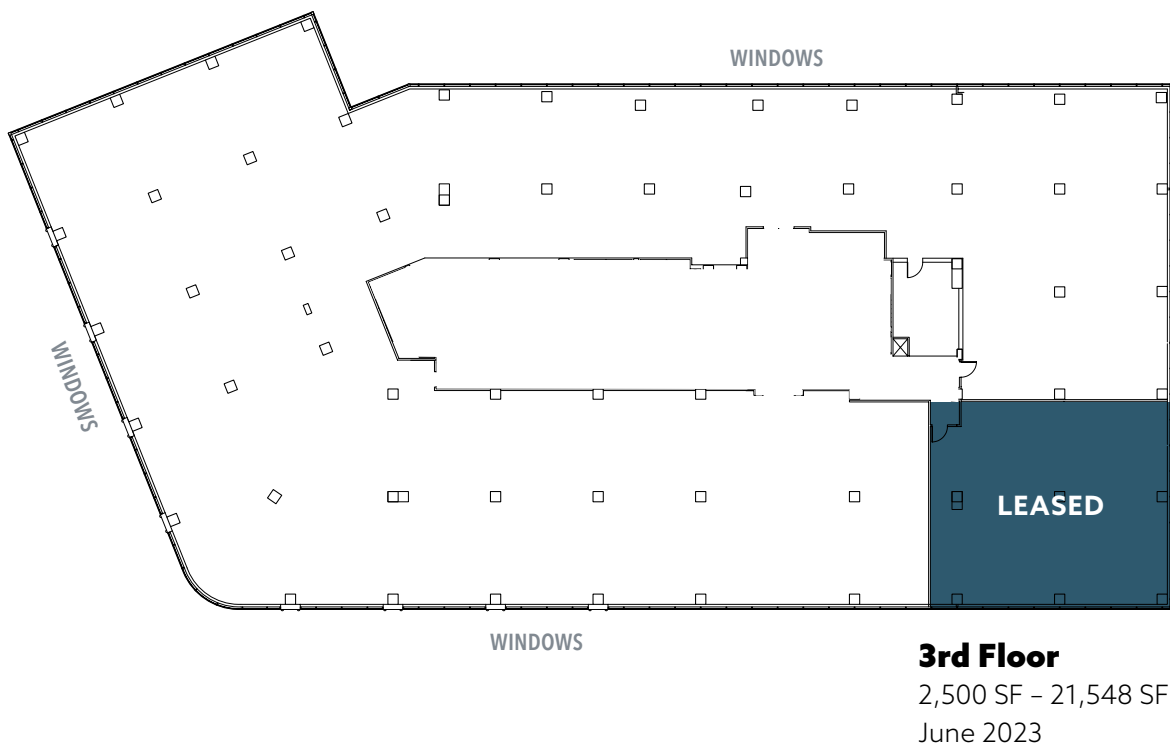 WINDOWS
WINDOWS
LEASED
WINDOWS
3rd Floor
2,500 SF – 21,548 SF
June 2023